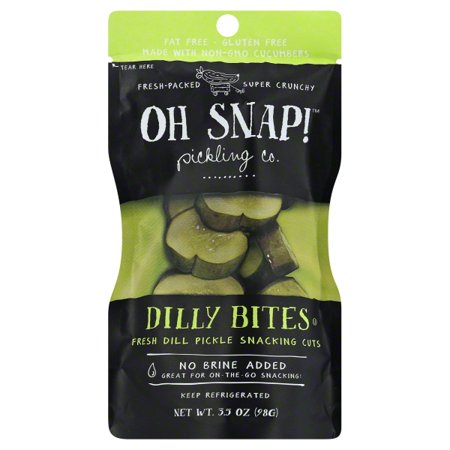 FAT FREE - GLUTEN FREE
MADE WITH NON-GMO CUCUMBERS
TEAR HERE
FRESH-PACKED SUPER CRUNCHY
OH SNAP!™
pickling co.
DILLY BITES®
FRESH DILL PICKLE SNACKING CUTS
NO BRINE ADDED
GREAT FOR ON-THE-GO SNACKING!
KEEP REFRIGERATED
NET WT. 3.5 OZ (98G)